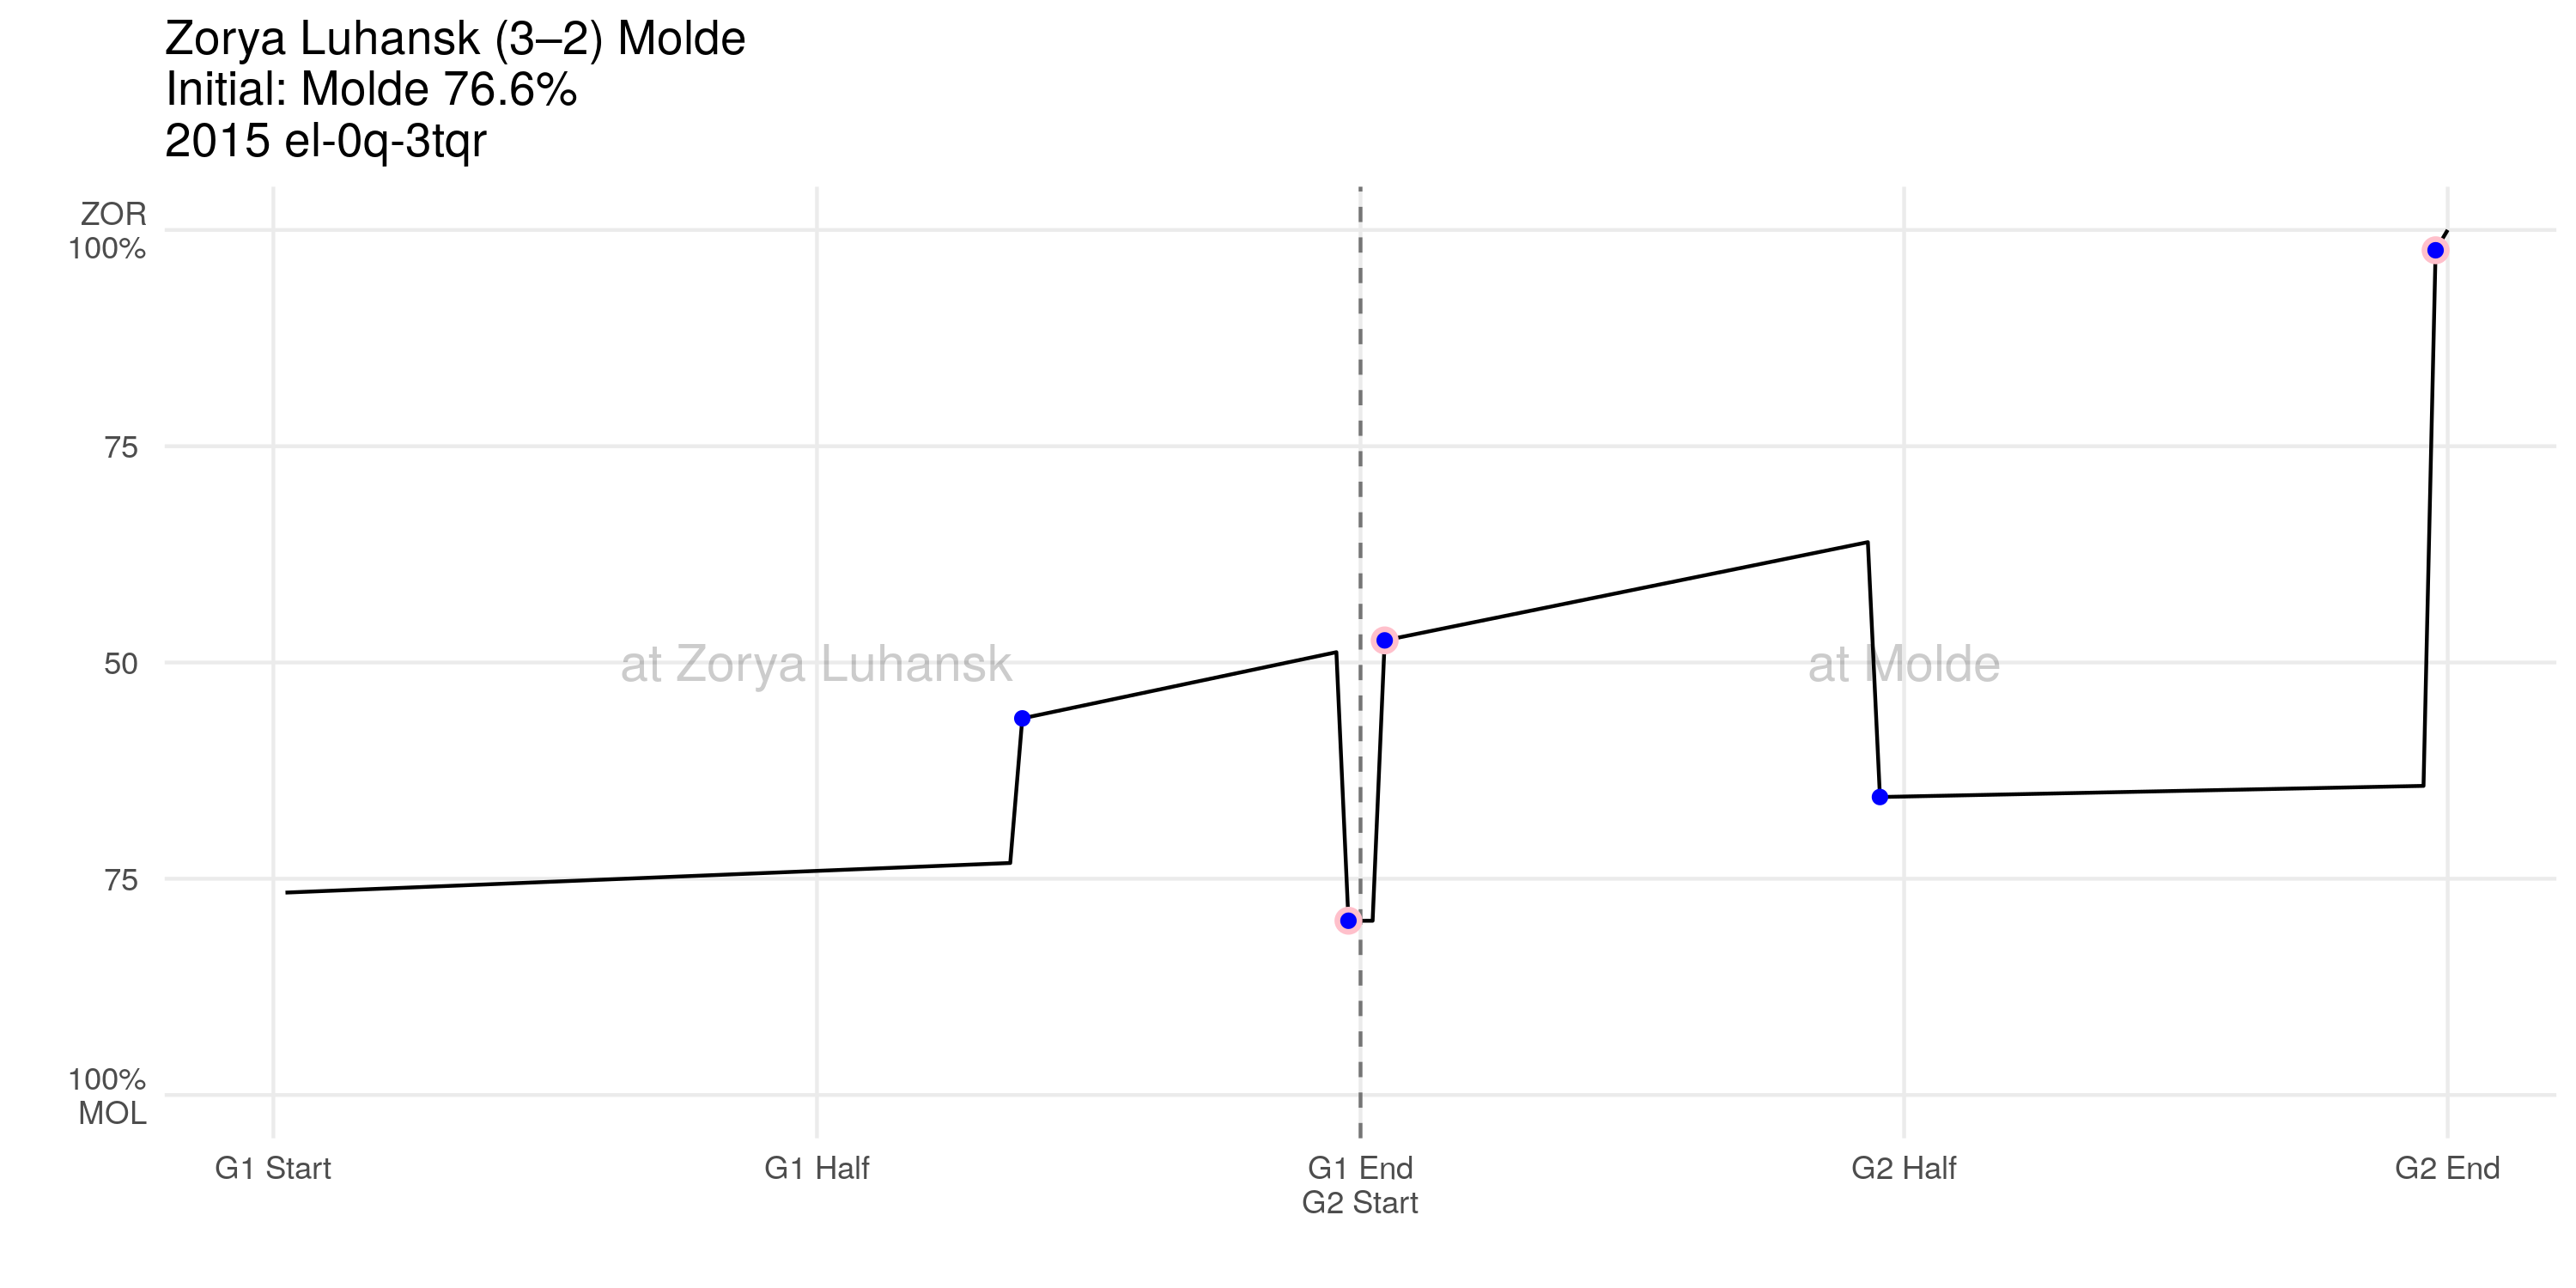 Zorya Luhansk (3–2) Molde
Initial: Molde 76.6%
2015 el-0q-3tqr
ZOR
100%
75
50
75
100%
MOL
at Zorya Luhansk
at Molde
G1 Start
G1 Half
G1 End
G2 Start
G2 Half
G2 End